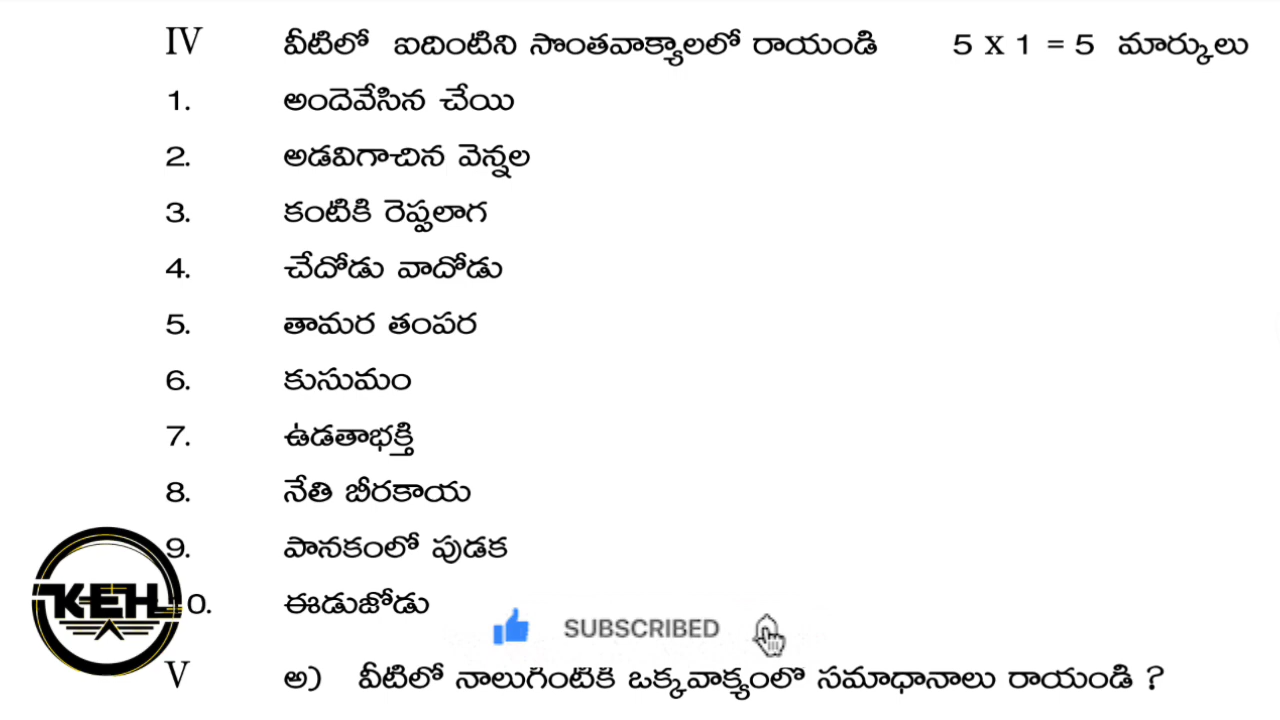 IV వీటిలో ఐదింటిని సొంతవాక్యాలలో రాయండి 5 X 1 = 5 మార్కులు
1. అందెవేసిన చేయి
2. అడవిగాచిన వెన్నల
3. కంటికి రెప్పలాగ
4. చేదోడు వాదోడు
5. తామర తంపర
6. కుసుమం
7. ఉడతాభక్తి
8. నేతి బీరకాయ
9. పానకంలో పుడక
10. ఈడుజోడు
KEH
SUBSCRIBED
V అ) వీటిలో నాలుగింటికి ఒక్కవాక్యంలొ సమాధానాలు రాయండి ?